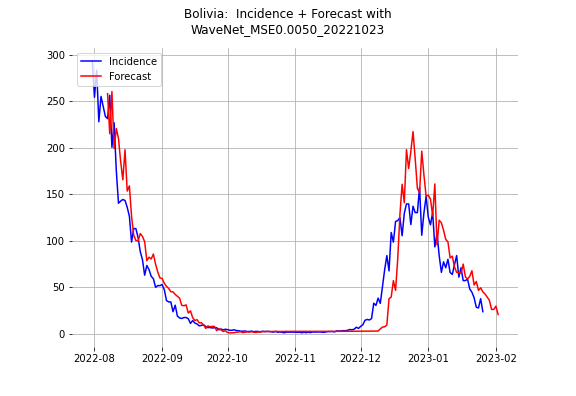 Bolivia:  Incidence + Forecast with
WaveNet_MSE0.0050_20221023
300
Incidence
Forecast
250
200
150
100
50
0
2022-08 2022-09 2022-10 2022-11 2022-12 2023-01 2023-02